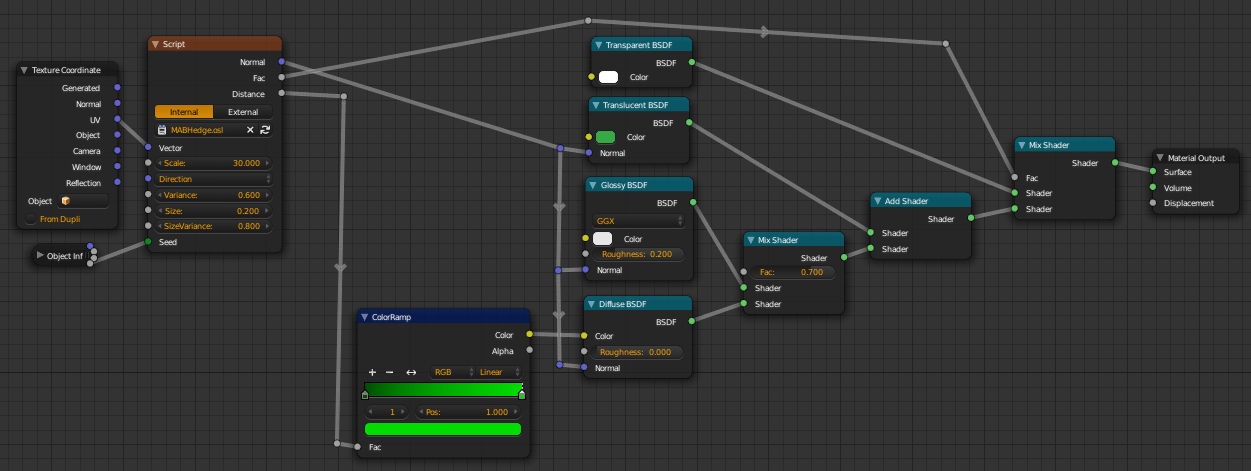 Texture Coordinate
Generated
Normal
UV
Object
Camera
Window
Reflection
Object
From Dupli
Object Inf
Script
Normal
Fac
Distance
Internal External
MABHedge.osl
Vector
Scale: 30.000
Direction
Variance: 0.600
Size: 0.200
SizeVariance: 0.800
Seed
ColorRamp
Color
Alpha
RGB Linear
1 Pos: 1.000
Fac
Transparent BSDF
BSDF
Color
Translucent BSDF
BSDF
Color
Normal
Glossy BSDF
BSDF
GGX
Color
Roughness: 0.200
Normal
Diffuse BSDF
BSDF
Color
Roughness: 0.000
Normal
Mix Shader
Shader
Fac: 0.700
Shader
Shader
Add Shader
Shader
Shader
Shader
Mix Shader
Shader
Fac
Shader
Shader
Material Output
Surface
Volume
Displacement